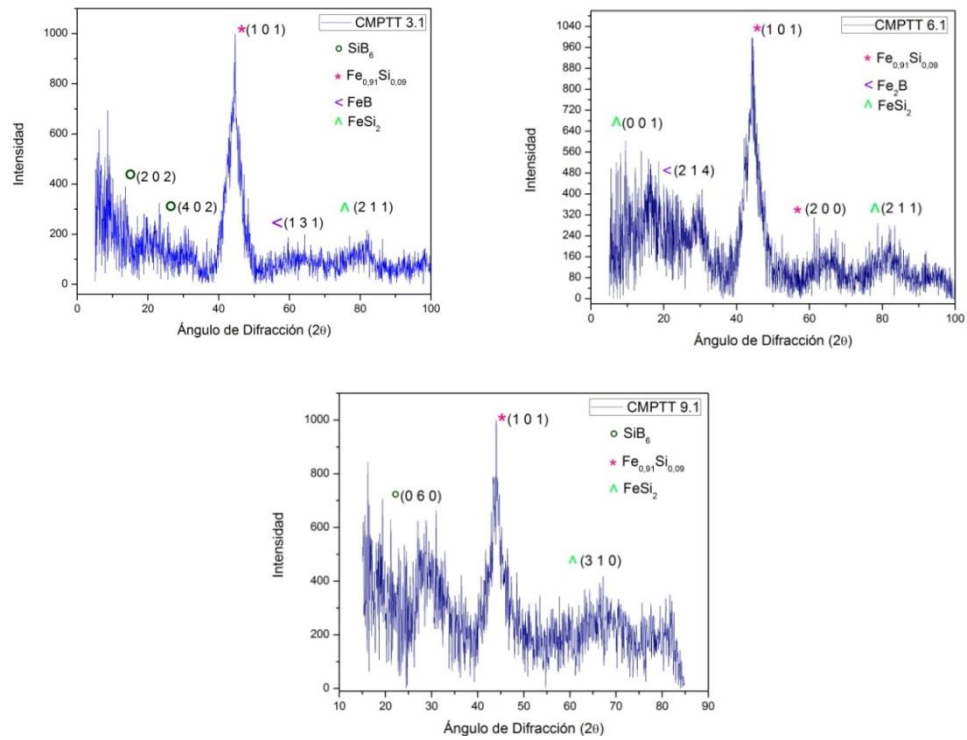 CMPTT 3.1
SiB6
Fe0,91Si0,09
FeB
FeSi2
(1 0 1)
(2 0 2)
(4 0 2)
(1 3 1)
(2 1 1)
1000
800
600
400
200
0
Intensidad
0 20 40 60 80 100
Ángulo de Difracción (2θ)
CMPTT 6.1
Fe0,91Si0,09
Fe2B
FeSi2
(1 0 1)
(0 0 1)
(2 1 4)
(2 0 0)
(2 1 1)
1040
960
880
800
720
640
560
480
400
320
240
160
80
0
Intensidad
0 20 40 60 80 100
Ángulo de Difracción (2θ)
CMPTT 9.1
SiB6
Fe0,91Si0,09
FeSi2
(1 0 1)
(0 6 0)
(3 1 0)
1000
800
600
400
200
0
Intensidad
10 20 30 40 50 60 70 80 90
Ángulo de Difracción (2θ)